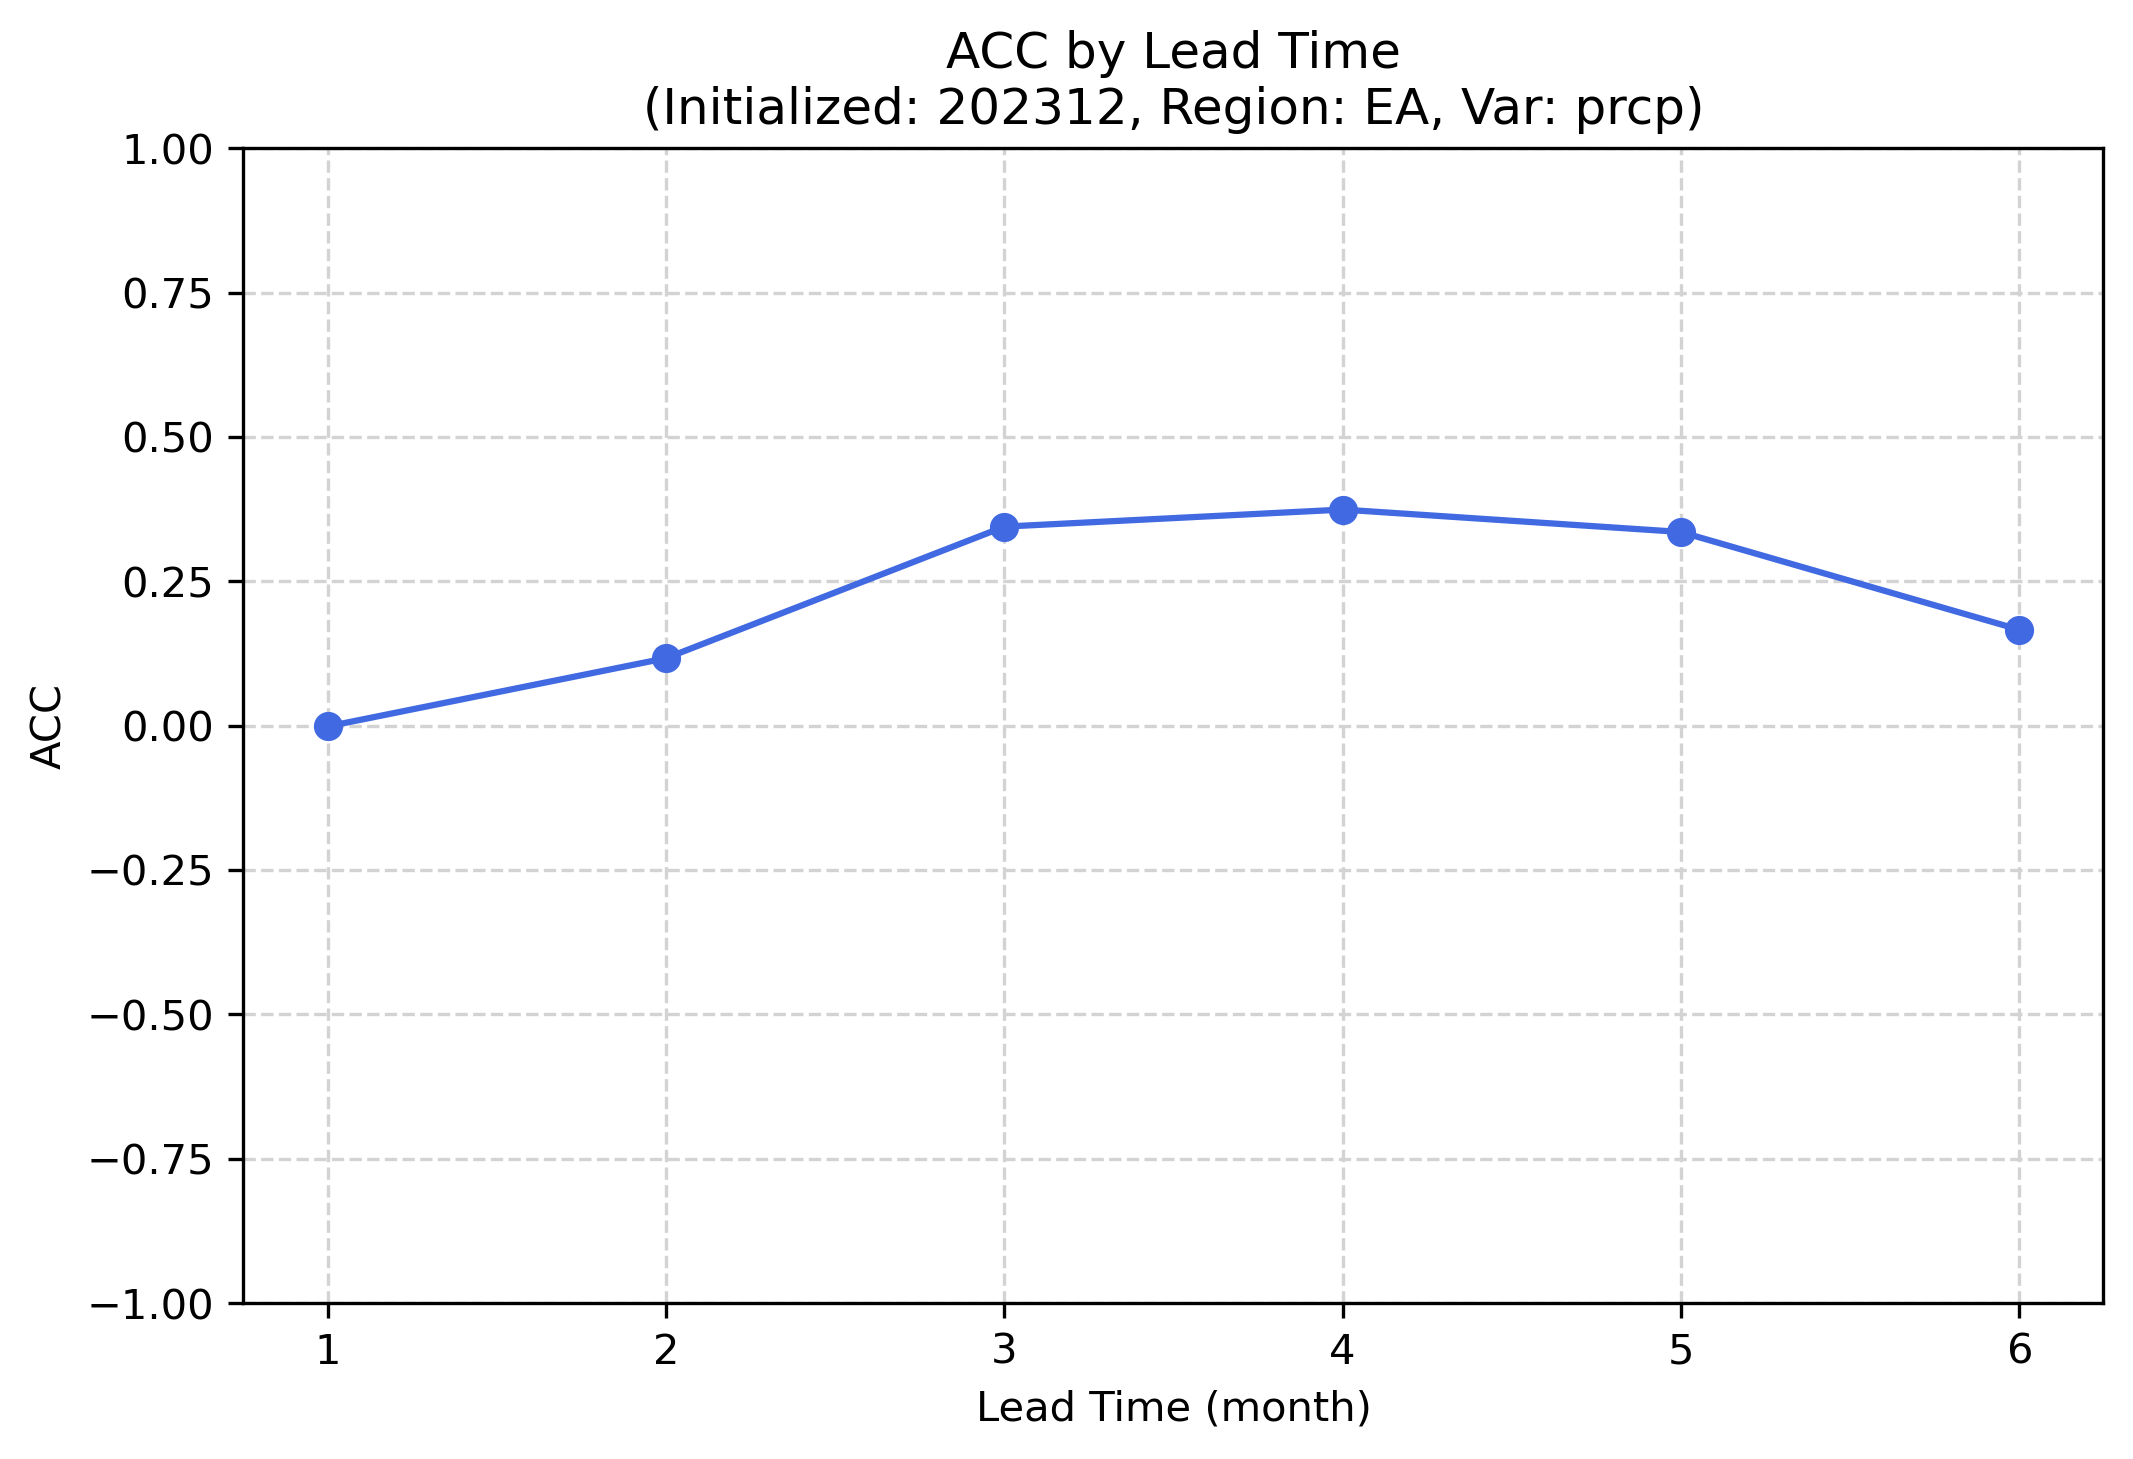 ACC by Lead Time
(Initialized: 202312, Region: EA, Var: prcp)
1.00
0.75
0.50
0.25
0.00
−0.25
−0.50
−0.75
−1.00
ACC
1 2 3 4 5 6
Lead Time (month)